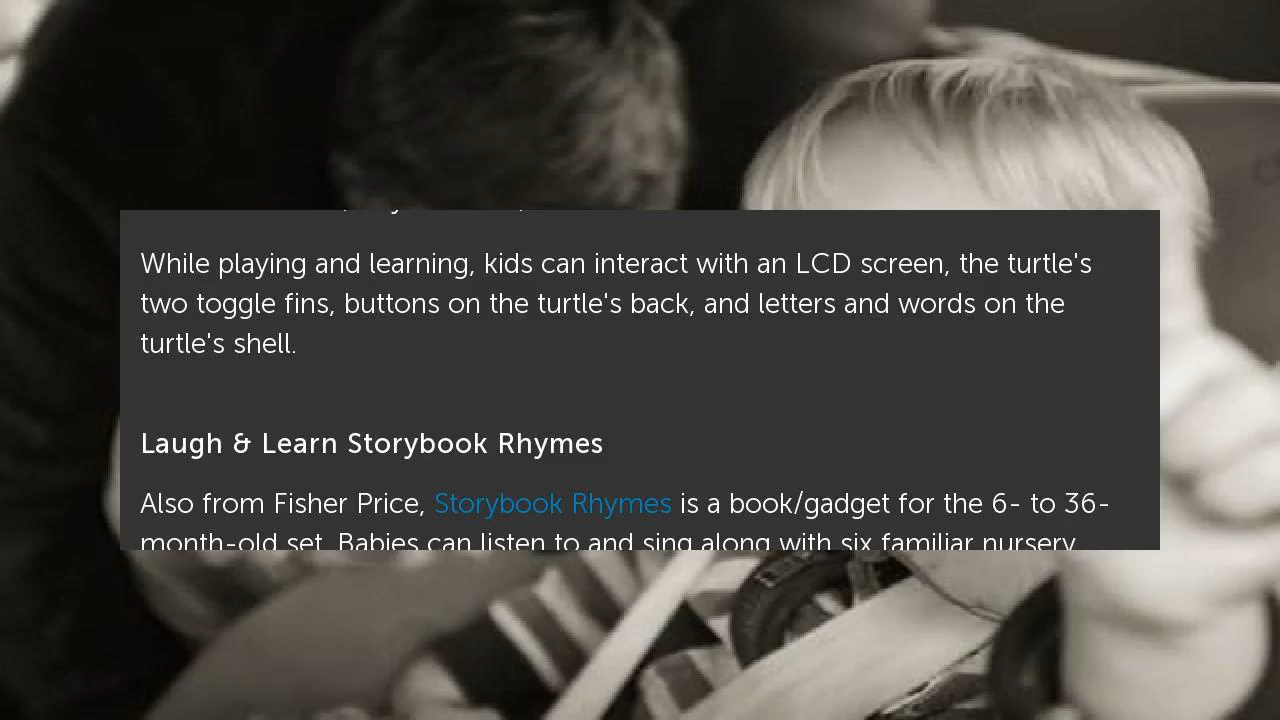 While playing and learning, kids can interact with an LCD screen, the turtle's
two toggle fins, buttons on the turtle's back, and letters and words on the
turtle's shell.
Laugh & Learn Storybook Rhymes
Also from Fisher Price, Storybook Rhymes is a book/gadget for the 6- to 36-
month-old set. Babies can listen to and sing along with six familiar nursery